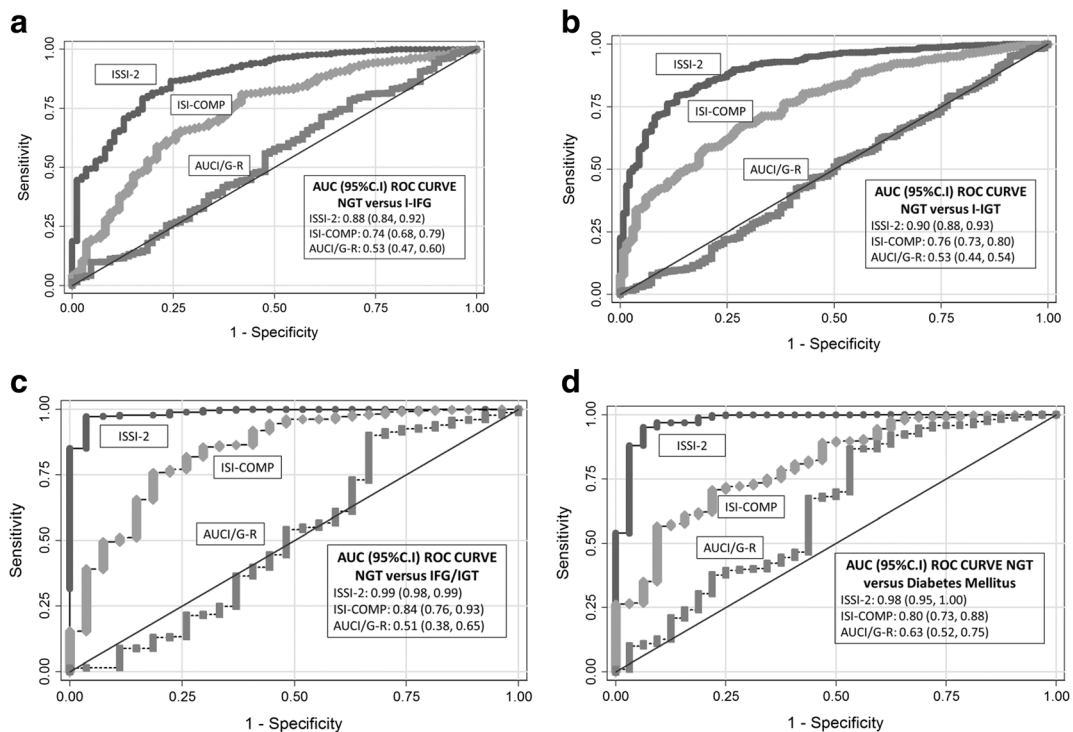 a
1.00
0.75
0.50
0.25
0.00
Sensitivity
ISSI-2
ISI-COMP
AUCI/G-R
AUC (95%C.I) ROC CURVE
NGT versus I-IFG
ISSI-2: 0.88 (0.84, 0.92)
ISI-COMP: 0.74 (0.68, 0.79)
AUCI/G-R: 0.53 (0.47, 0.60)
0.00 0.25 0.50 0.75 1.00
1 - Specificity
b
1.00
0.75
0.50
0.25
0.00
Sensitivity
ISSI-2
ISI-COMP
AUCI/G-R
AUC (95%C.I) ROC CURVE
NGT versus I-IGT
ISSI-2: 0.90 (0.88, 0.93)
ISI-COMP: 0.76 (0.73, 0.80)
AUCI/G-R: 0.53 (0.44, 0.54)
0.00 0.25 0.50 0.75 1.00
1 - Specificity
c
1.00
0.75
0.50
0.25
0.00
Sensitivity
ISSI-2
ISI-COMP
AUCI/G-R
AUC (95%C.I) ROC CURVE
NGT versus IFG/IGT
ISSI-2: 0.99 (0.98, 0.99)
ISI-COMP: 0.84 (0.76, 0.93)
AUCI/G-R: 0.51 (0.38, 0.65)
0.00 0.25 0.50 0.75 1.00
1 - Specificity
d
1.00
0.75
0.50
0.25
0.00
Sensitivity
ISSI-2
ISI-COMP
AUCI/G-R
AUC (95%C.I) ROC CURVE NGT
versus Diabetes Mellitus
ISSI-2: 0.98 (0.95, 1.00)
ISI-COMP: 0.80 (0.73, 0.88)
AUCI/G-R: 0.63 (0.52, 0.75)
0.00 0.25 0.50 0.75 1.00
1 - Specificity